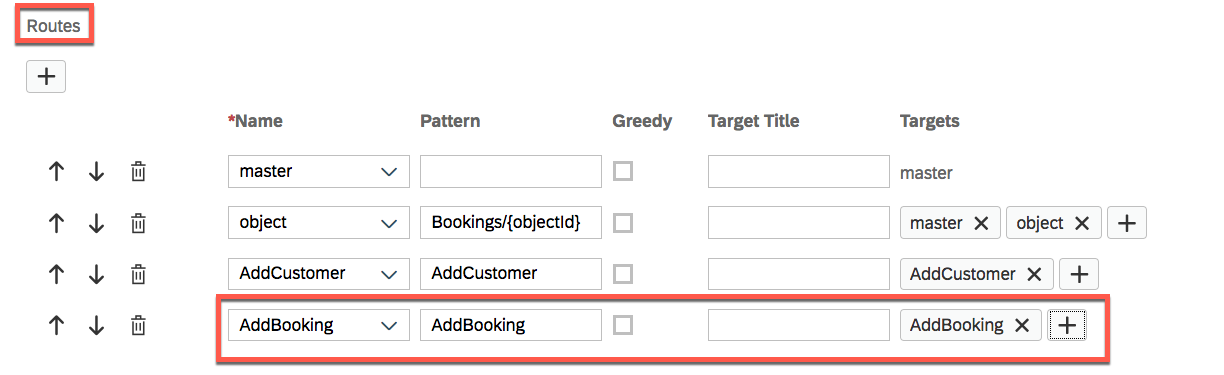 Routes
*Name Pattern Greedy Target Title Targets
master master
object Bookings/{objectId} master object
AddCustomer AddCustomer AddCustomer
AddBooking AddBooking AddBooking